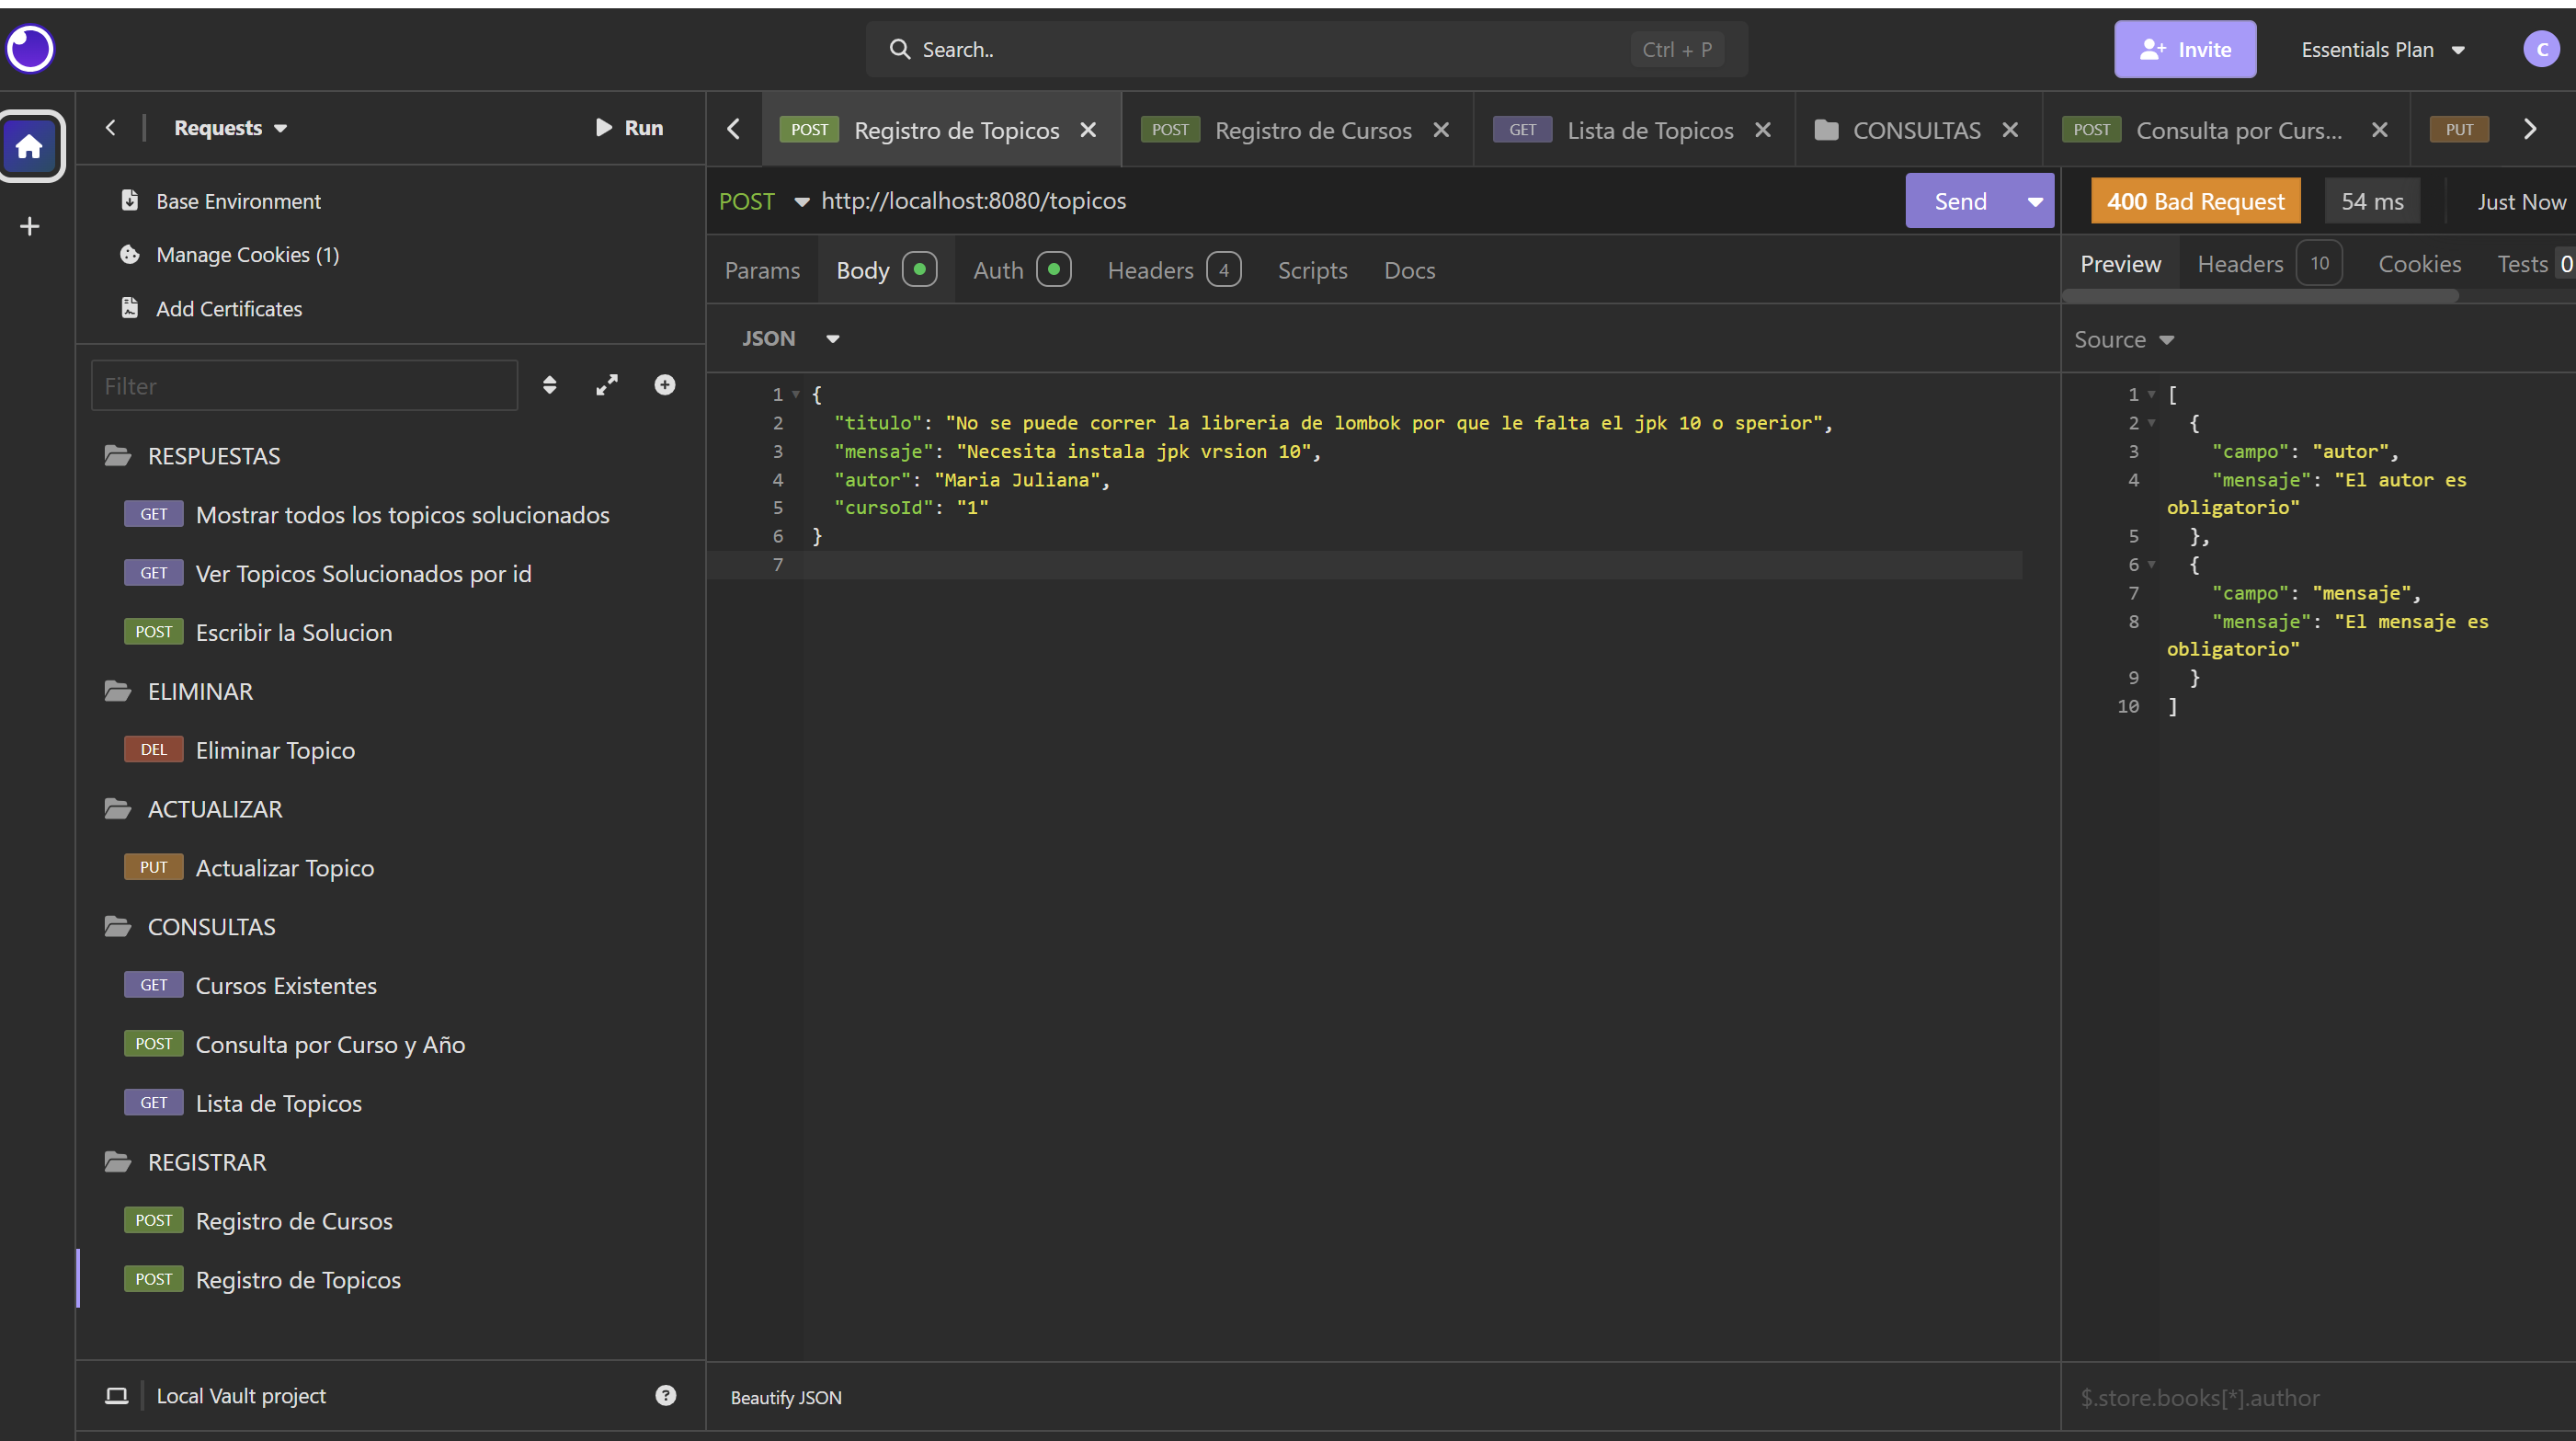 Search..
Ctrl + P
Invite
Essentials Plan
C
Requests
Run
Base Environment
Manage Cookies (1)
Add Certificates
Filter
RESPUESTAS
GET Mostrar todos los topicos solucionados
GET Ver Topicos Solucionados por id
POST Escribir la Solucion
ELIMINAR
DEL Eliminar Topico
ACTUALIZAR
PUT Actualizar Topico
CONSULTAS
GET Cursos Existentes
POST Consulta por Curso y Año
GET Lista de Topicos
REGISTRAR
POST Registro de Cursos
POST Registro de Topicos
Local Vault project
POST Registro de Topicos
POST Registro de Cursos
GET Lista de Topicos
CONSULTAS
POST Consulta por Curs...
PUT
POST http://localhost:8080/topicos
Send
Params Body Auth Headers 4 Scripts Docs
JSON
1 {
2 "titulo": "No se puede correr la libreria de lombok por que le falta el jpk 10 o sperior",
3 "mensaje": "Necesita instala jpk vrsion 10",
4 "autor": "Maria Juliana",
5 "cursoId": "1"
6 }
7
Beautify JSON
400 Bad Request
54 ms
Just Now
Preview Headers 10 Cookies Tests 0
Source
1 [
2 {
3 "campo": "autor",
4 "mensaje": "El autor es
obligatorio"
5 },
6 {
7 "campo": "mensaje",
8 "mensaje": "El mensaje es
obligatorio"
9 }
10 ]
$.store.books[*].author